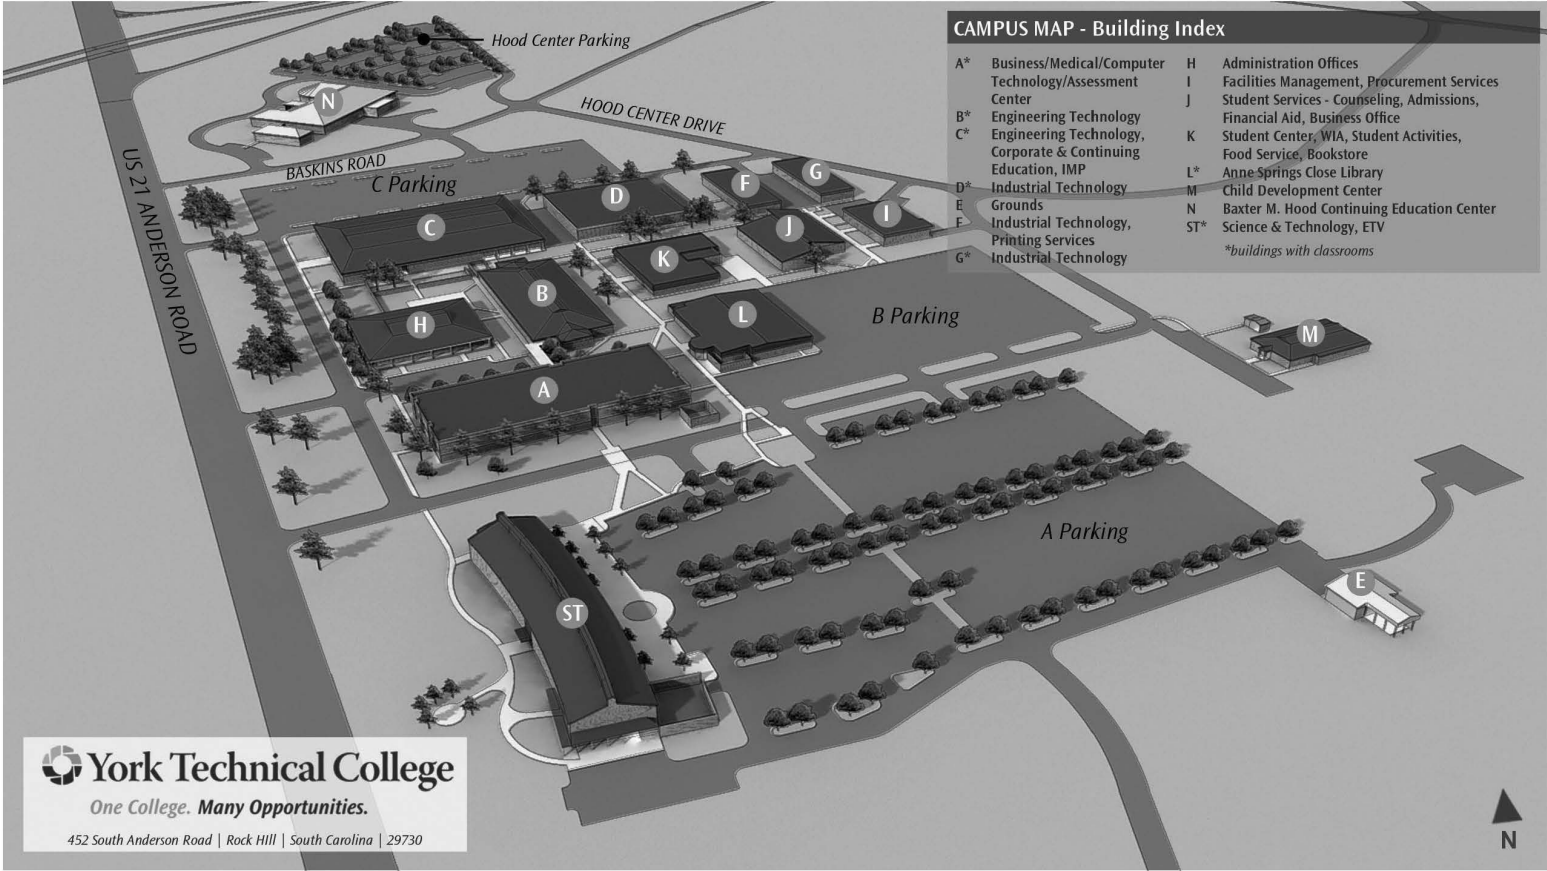 CAMPUS MAP - Building Index
A* Business/Medical/Computer
Technology/Assessment
Center
B* Engineering Technology
C* Engineering Technology,
Corporate & Continuing
Education, IMP
D* Industrial Technology
E Grounds
F Industrial Technology,
Printing Services
G* Industrial Technology
H Administration Offices
I Facilities Management, Procurement Services
J Student Services - Counseling, Admissions,
Financial Aid, Business Office
K Student Center, WIA, Student Activities,
Food Service, Bookstore
L* Anne Springs Close Library
M Child Development Center
N Baxter M. Hood Continuing Education Center
ST* Science & Technology, ETV
*buildings with classrooms
Hood Center Parking
N
HOOD CENTER DRIVE
BASKINS ROAD
US 21 ANDERSON ROAD
C Parking
D
F
G
C
J
I
K
B
H
L
B Parking
M
A
A Parking
E
ST
York Technical College
One College. Many Opportunities.
452 South Anderson Road | Rock HIll | South Carolina | 29730
N